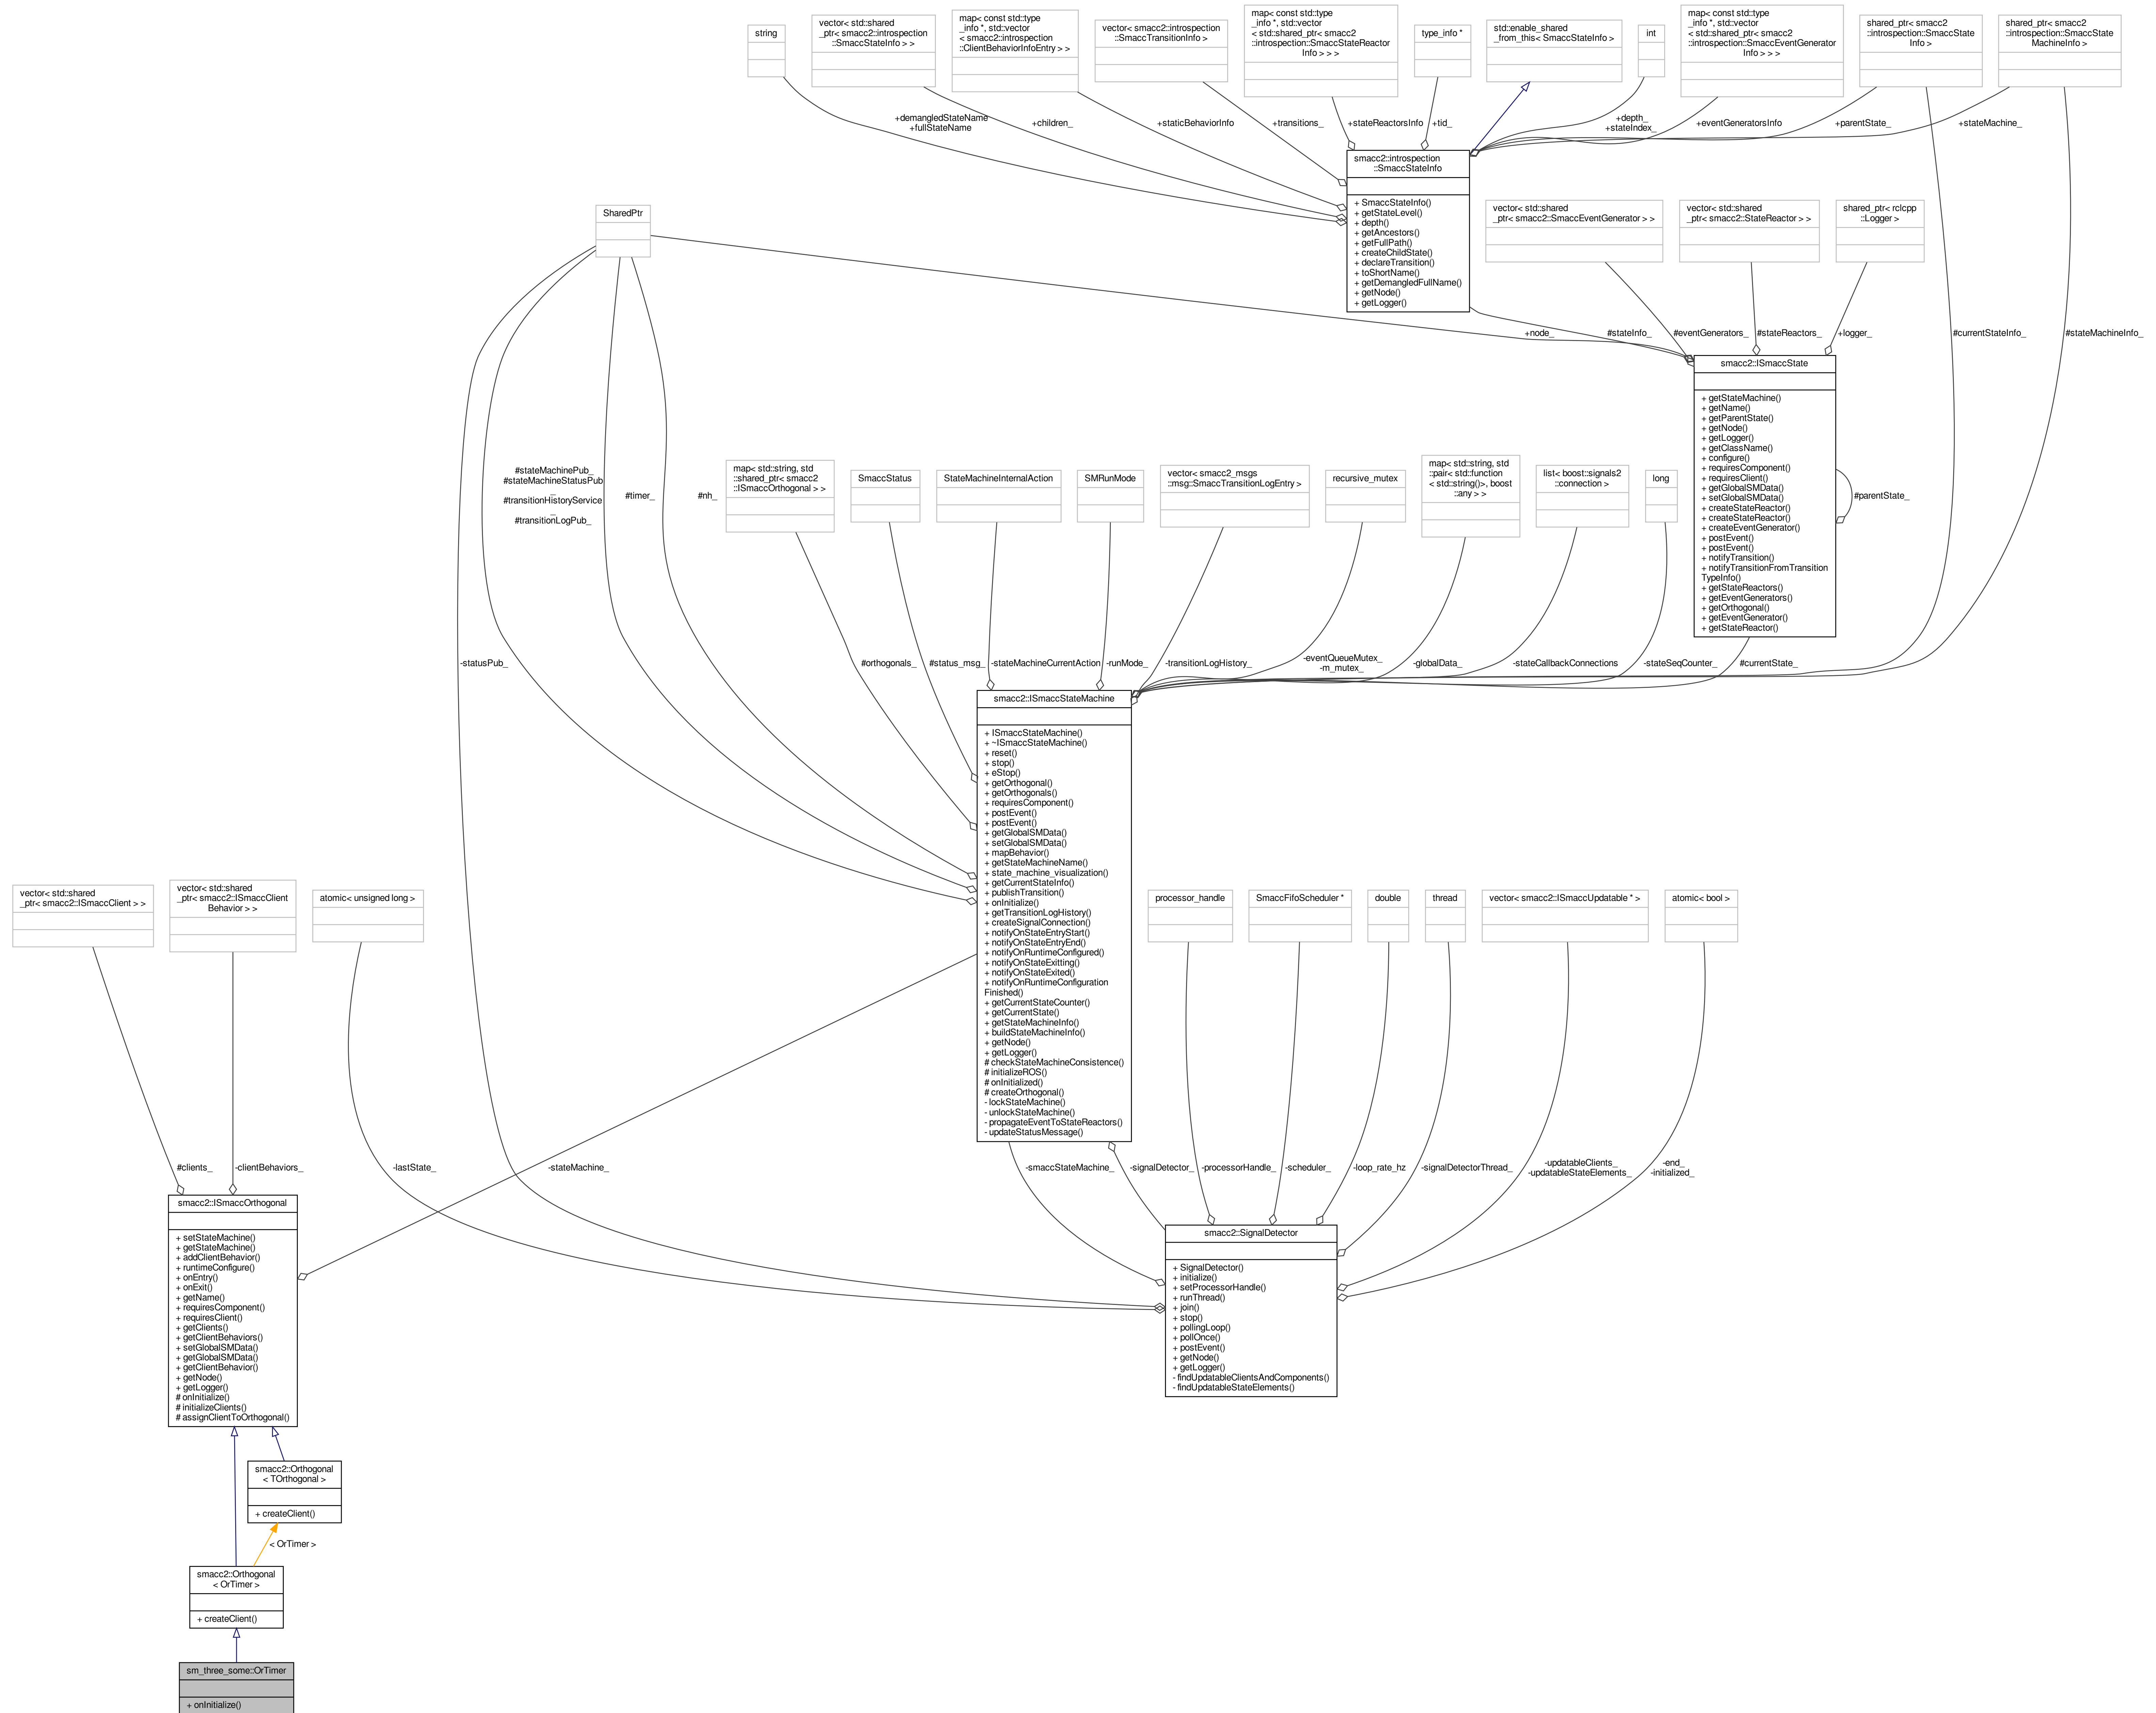 string
vector< std::shared
_ptr< smacc2::introspection
::SmaccStateInfo > >
map< const std::type
_info *, std::vector
< smacc2::introspection
::ClientBehaviorInfoEntry > >
vector< smacc2::introspection
::SmaccTransitionInfo >
map< const std::type
_info *, std::vector
< std::shared_ptr< smacc2
::introspection::SmaccStateReactor
Info > > >
type_info *
std::enable_shared
_from_this< SmaccStateInfo >
int
map< const std::type
_info *, std::vector
< std::shared_ptr< smacc2
::introspection::SmaccEventGenerator
Info > > >
shared_ptr< smacc2
::introspection::SmaccState
Info >
shared_ptr< smacc2
::introspection::SmaccState
MachineInfo >
+demangledStateName
+fullStateName
+children_
+staticBehaviorInfo
+transitions_
+stateReactorsInfo
+tid_
+depth_
+stateIndex_
+eventGeneratorsInfo
+parentState_
+stateMachine_
smacc2::introspection
::SmaccStateInfo
+ SmaccStateInfo()
+ getStateLevel()
+ depth()
+ getAncestors()
+ getFullPath()
+ createChildState()
+ declareTransition()
+ toShortName()
+ getDemangledFullName()
+ getNode()
+ getLogger()
SharedPtr
vector< std::shared
_ptr< smacc2::SmaccEventGenerator > >
vector< std::shared
_ptr< smacc2::StateReactor > >
shared_ptr< rclcpp
::Logger >
+node_
#stateInfo_
#eventGenerators_
#stateReactors_
+logger_
#currentStateInfo_
#stateMachineInfo_
smacc2::ISmaccState
+ getStateMachine()
+ getName()
+ getParentState()
+ getNode()
+ getLogger()
+ getClassName()
+ configure()
+ requiresComponent()
+ requiresClient()
+ getGlobalSMData()
+ setGlobalSMData()
+ createStateReactor()
+ createStateReactor()
+ createEventGenerator()
+ postEvent()
+ postEvent()
+ notifyTransition()
+ notifyTransitionFromTransition
TypeInfo()
+ getStateReactors()
+ getEventGenerators()
+ getOrthogonal()
+ getEventGenerator()
+ getStateReactor()
#parentState_
#stateMachinePub_
#stateMachineStatusPub
_
#transitionHistoryService
_
#transitionLogPub_
#timer_
#nh_
map< std::string, std
::shared_ptr< smacc2
::ISmaccOrthogonal > >
SmaccStatus
StateMachineInternalAction
SMRunMode
vector< smacc2_msgs
::msg::SmaccTransitionLogEntry >
recursive_mutex
map< std::string, std
::pair< std::function
< std::string()>, boost
::any > >
list< boost::signals2
::connection >
long
-statusPub_
#orthogonals_
#status_msg_
-stateMachineCurrentAction
-runMode_
-transitionLogHistory_
-eventQueueMutex_
-m_mutex_
-globalData_
-stateCallbackConnections
-stateSeqCounter_
#currentState_
smacc2::ISmaccStateMachine
+ ISmaccStateMachine()
+ ~ISmaccStateMachine()
+ reset()
+ stop()
+ eStop()
+ getOrthogonal()
+ getOrthogonals()
+ requiresComponent()
+ postEvent()
+ postEvent()
+ getGlobalSMData()
+ setGlobalSMData()
+ mapBehavior()
+ getStateMachineName()
+ state_machine_visualization()
+ getCurrentStateInfo()
+ publishTransition()
+ onInitialize()
+ getTransitionLogHistory()
+ createSignalConnection()
+ notifyOnStateEntryStart()
+ notifyOnStateEntryEnd()
+ notifyOnRuntimeConfigured()
+ notifyOnStateExitting()
+ notifyOnStateExited()
+ notifyOnRuntimeConfiguration
Finished()
+ getCurrentStateCounter()
+ getCurrentState()
+ getStateMachineInfo()
+ buildStateMachineInfo()
+ getNode()
+ getLogger()
# checkStateMachineConsistence()
# initializeROS()
# onInitialized()
# createOrthogonal()
- lockStateMachine()
- unlockStateMachine()
- propagateEventToStateReactors()
- updateStatusMessage()
vector< std::shared
_ptr< smacc2::ISmaccClient > >
vector< std::shared
_ptr< smacc2::ISmaccClient
Behavior > >
atomic< unsigned long >
processor_handle
SmaccFifoScheduler *
double
thread
vector< smacc2::ISmaccUpdatable * >
atomic< bool >
#clients_
-clientBehaviors_
-lastState_
-stateMachine_
-smaccStateMachine_
-signalDetector_
-processorHandle_
-scheduler_
-loop_rate_hz
-signalDetectorThread_
-updatableClients_
-updatableStateElements_
-end_
-initialized_
smacc2::ISmaccOrthogonal
+ setStateMachine()
+ getStateMachine()
+ addClientBehavior()
+ runtimeConfigure()
+ onEntry()
+ onExit()
+ getName()
+ requiresComponent()
+ requiresClient()
+ getClients()
+ getClientBehaviors()
+ setGlobalSMData()
+ getGlobalSMData()
+ getClientBehavior()
+ getNode()
+ getLogger()
# onInitialize()
# initializeClients()
# assignClientToOrthogonal()
smacc2::SignalDetector
+ SignalDetector()
+ initialize()
+ setProcessorHandle()
+ runThread()
+ join()
+ stop()
+ pollingLoop()
+ pollOnce()
+ postEvent()
+ getNode()
+ getLogger()
- findUpdatableClientsAndComponents()
- findUpdatableStateElements()
smacc2::Orthogonal
< TOrthogonal >
+ createClient()
< OrTimer >
smacc2::Orthogonal
< OrTimer >
+ createClient()
sm_three_some::OrTimer
+ onInitialize()